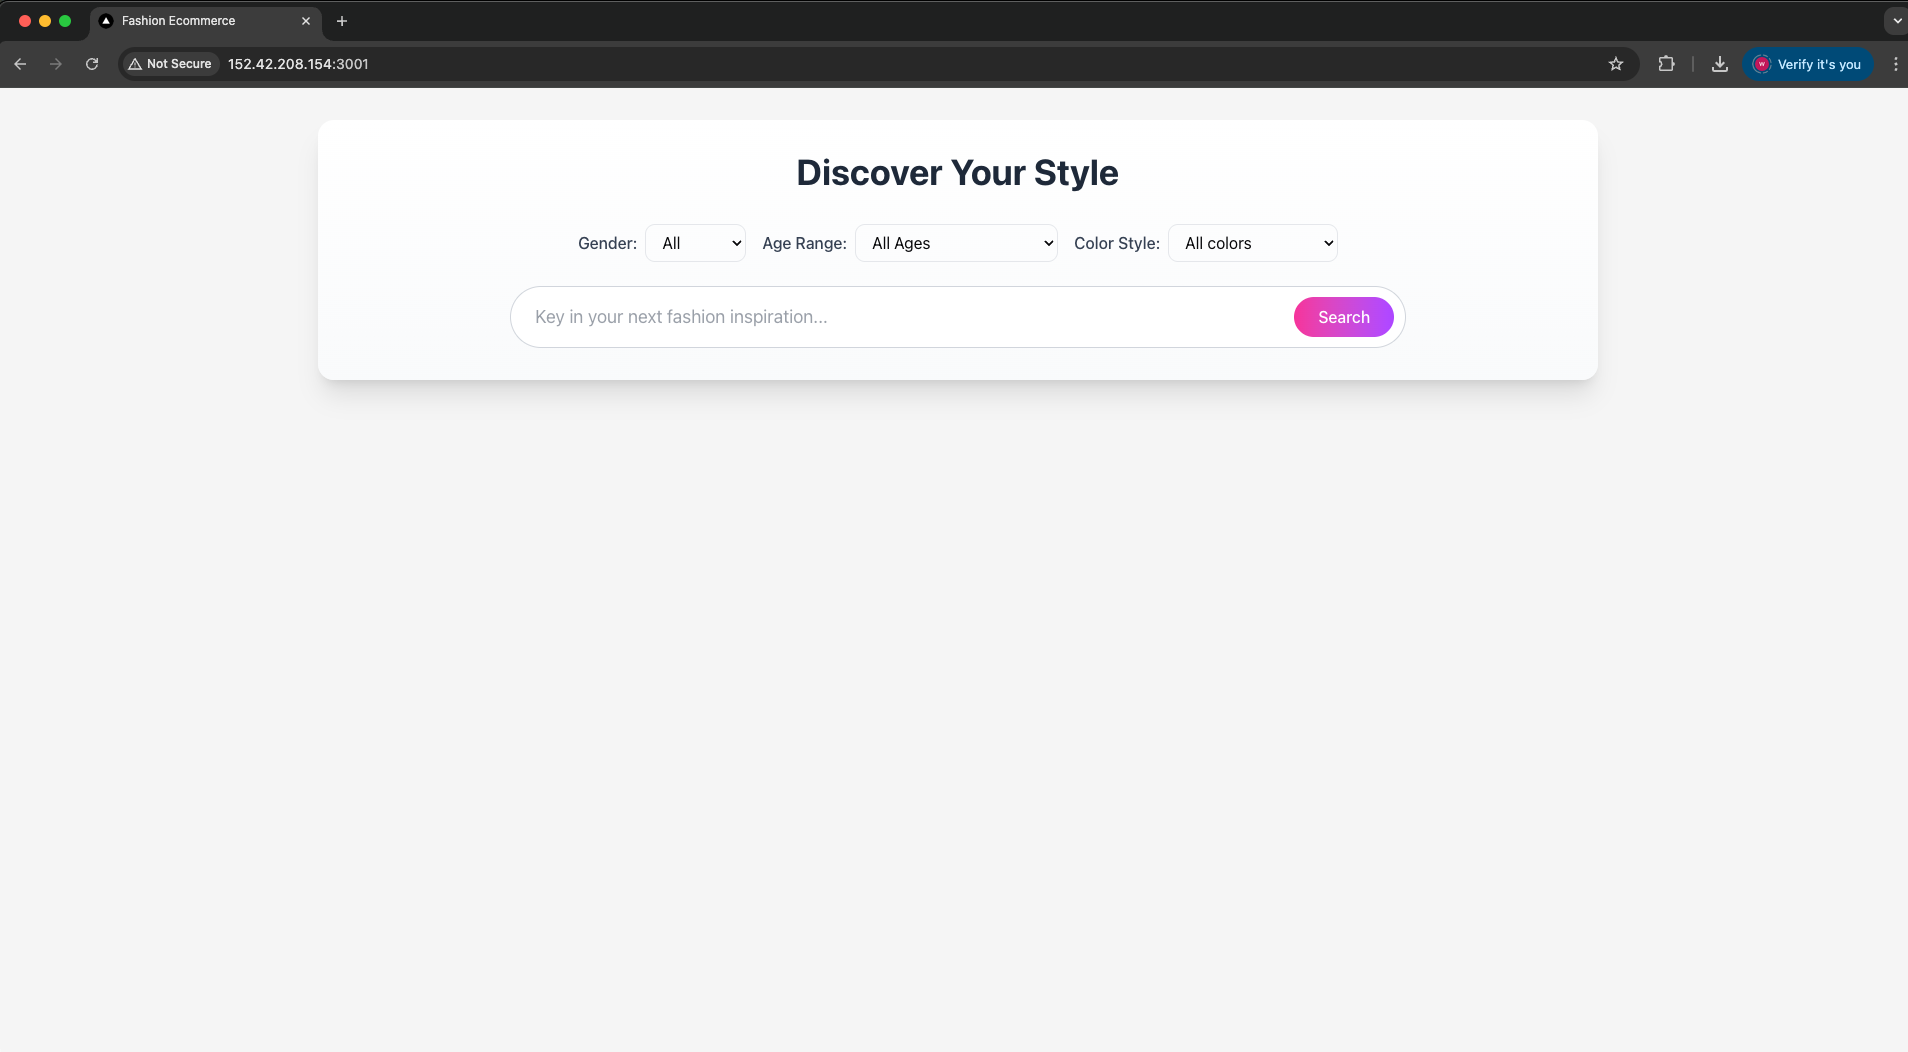 Fashion Ecommerce
Not Secure 152.42.208.154:3001
Verify it's you
Discover Your Style
Gender: All Age Range: All Ages Color Style: All colors
Key in your next fashion inspiration... Search